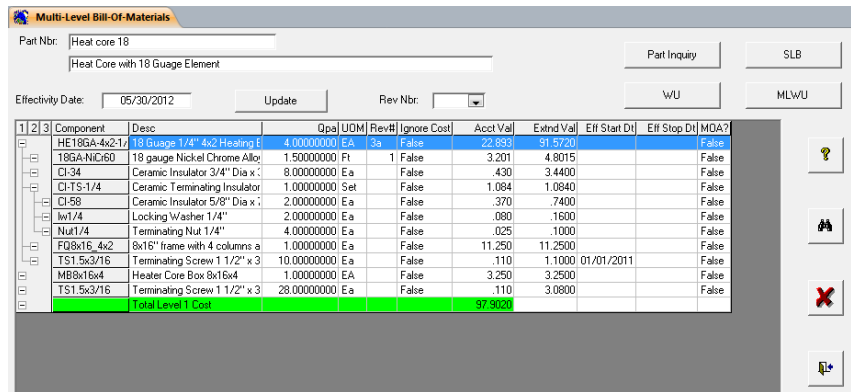 Multi-Level Bill-Of-Materials
Part Nbr: Heat core 18
Heat Core with 18 Guage Element
Part Inquiry SLB
Effectivity Date: 05/30/2012 Update Rev Nbr: WU MLWU
1 2 3 Component Desc Qpa UOM Rev# Ignore Cost Acct Val Extnd Val Eff Start Dt Eff Stop Dt MOA?
HE18GA-4x2-1/ 18 Guage 1/4" 4x2 Heating E 4.00000000 EA 3a False 22.893 91.5720 False
18GA-NiCr60 18 gauge Nickel Chrome Alloy 1.50000000 Ft 1 False 3.201 4.8015 False
CI-34 Ceramic Insulator 3/4" Dia x 8.00000000 Ea False .430 3.4400 False
CI-TS-1/4 Ceramic Terminating Insulator 1.00000000 Set False 1.084 1.0840 False
CI-58 Ceramic Insulator 5/8" Dia x 2.00000000 Ea False .370 .7400 False
lw1/4 Locking Washer 1/4" 2.00000000 Ea False .080 .1600 False
Nut1/4 Terminating Nut 1/4" 4.00000000 Ea False .025 .1000 False
FQ8x16_4x2 8x16" frame with 4 columns a 1.00000000 Ea False 11.250 11.2500 False
TS1.5x3/16 Terminating Screw 1 1/2" x 3 10.00000000 Ea False .110 1.1000 01/01/2011 False
MB8x16x4 Heater Core Box 8x16x4 1.00000000 EA False 3.250 3.2500 False
TS1.5x3/16 Terminating Screw 1 1/2" x 3 28.00000000 Ea False .110 3.0800 False
Total Level 1 Cost 97.9020